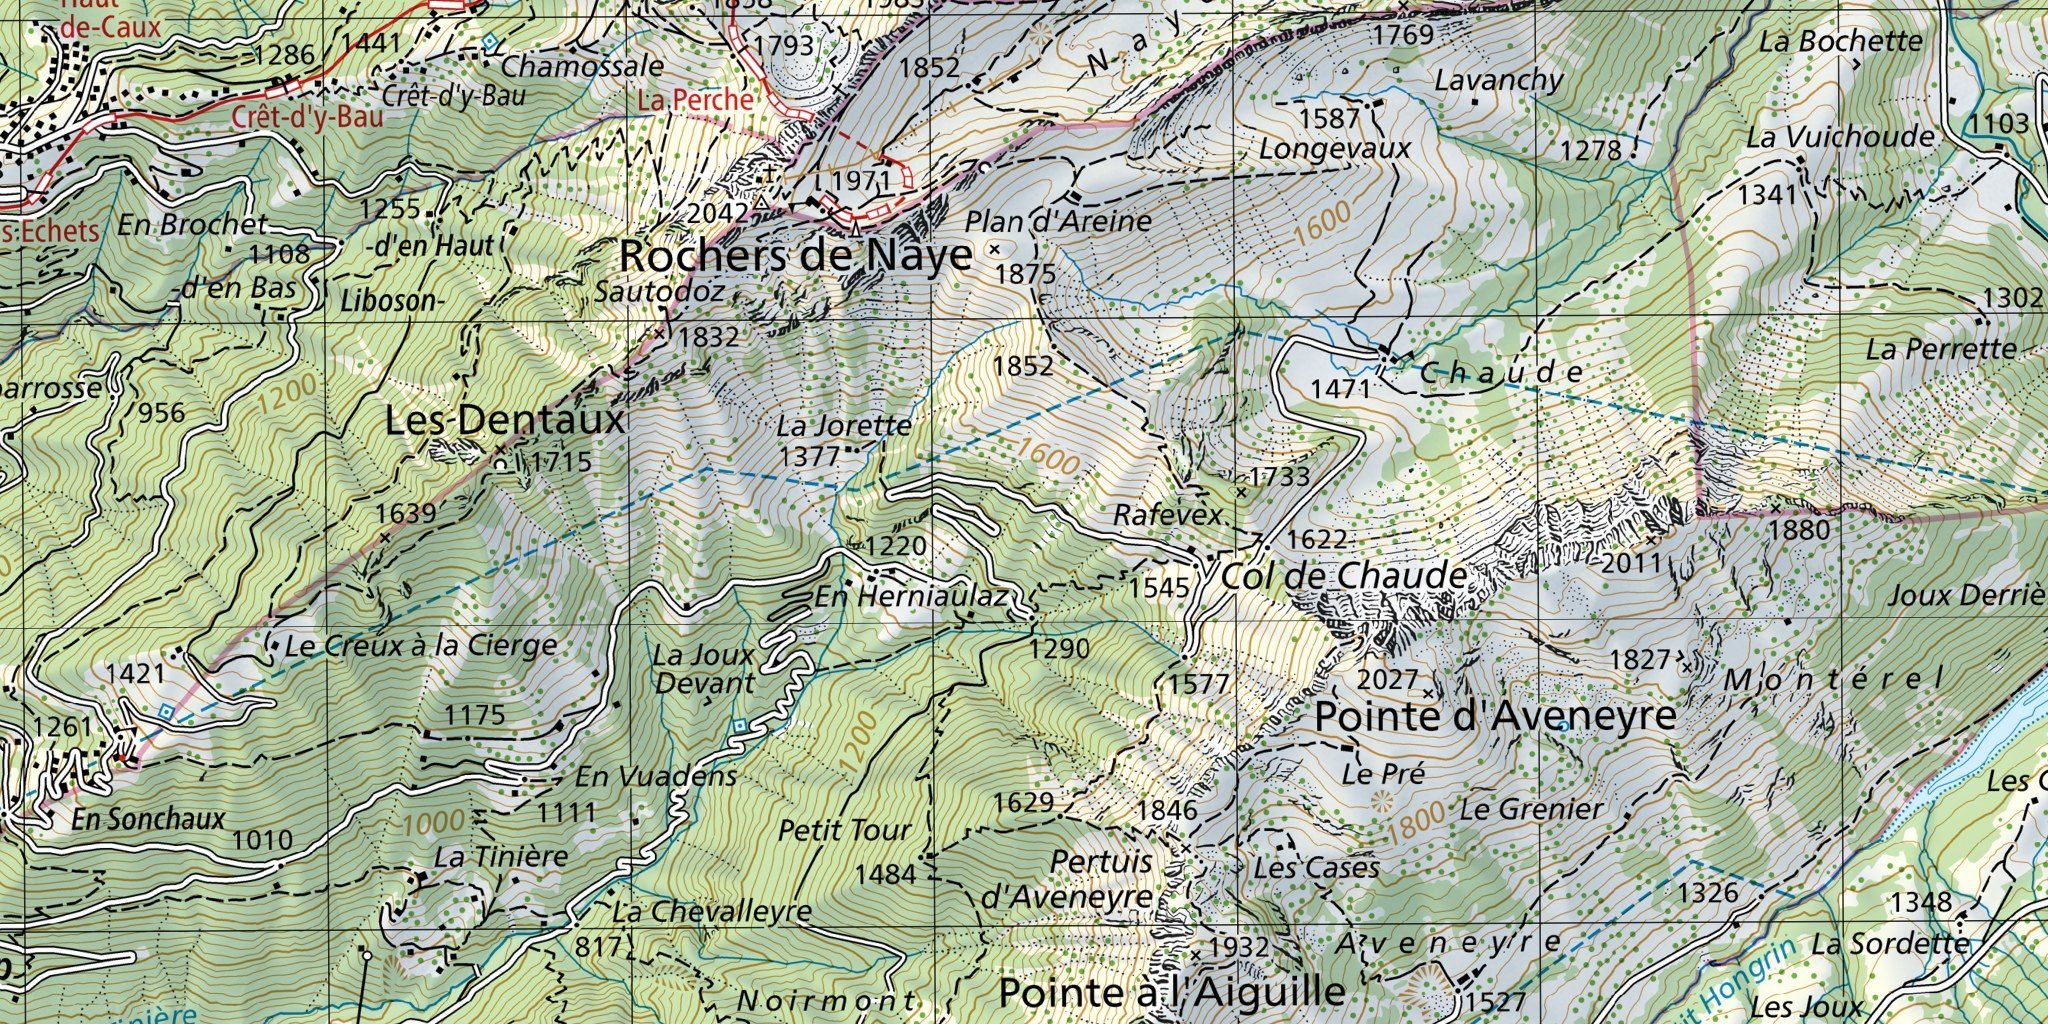 de-Caux
1286
1441
Chamossale
1793
1852
Nay
1769
La Bochette
Crêt-d'y-Bau
La Perche
Lavanchy
Crêt-d'y-Bau
1587
Longevaux
1278
La Vuichoude
1103
1971
1341
En Brochet
1255
-d'en Haut
2042
Plan d'Areine
1600
s Echets
1108
Rochers de Naye
1875
-d'en Bas
Liboson-
Sautodoz
1302
1832
1852
La Perrette
1200
1471
Chaude
956
Les Dentaux
La Jorette
1377
1600
1715
1733
1639
Rafevex
1622
1880
1220
2011
1545
Col de Chaude
En Herniaulaz
Joux Derriè
Le Creux à la Cierge
La Joux
Devant
1290
1421
1577
1827
2027
Montérel
1261
1175
1200
Pointe d'Aveneyre
En Vuadens
Le Pré
1111
1629
1846
Le Grenier
1800
En Sonchaux
1000
1010
Petit Tour
La Tinière
1484
Pertuis
d'Aveneyre
Les Cases
1326
1348
La Chevalleyre
817
1932
Aveneyre
La Sordette
Noirmont
Pointe à l'Aiguille
1527
Hongrin
Les Joux